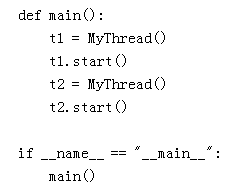 def main():
    t1 = MyThread()
    t1.start()
    t2 = MyThread()
    t2.start()

if __name__ == "__main__":
    main()